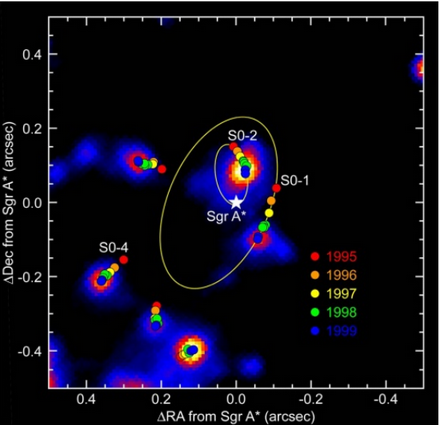 ΔDec from Sgr A* (arcsec)
0.4
0.2
0.0
-0.2
-0.4
S0-2
S0-1
Sgr A*
S0-4
1995
1996
1997
1998
1999
0.4
0.2
0.0
-0.2
-0.4
ΔRA from Sgr A* (arcsec)